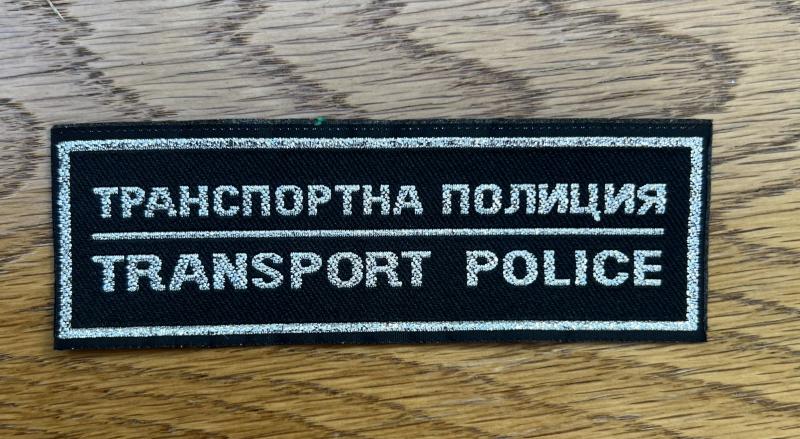 ТРАНСПОРТНА ПОЛИЦИЯ
TRANSPORT POLICE